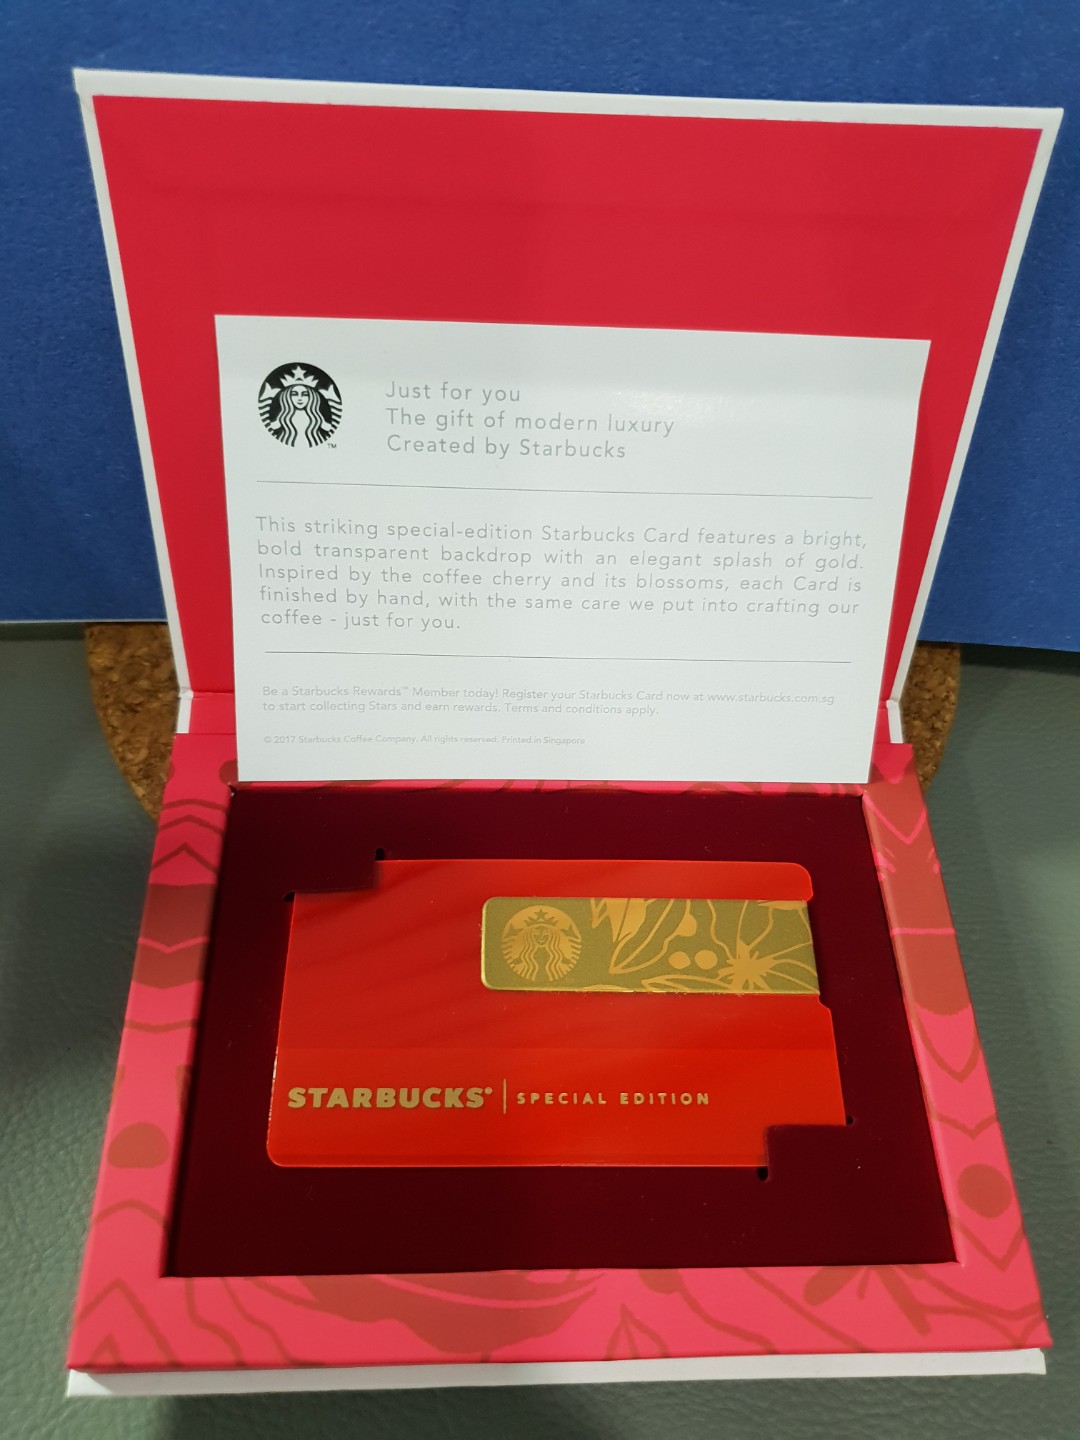 Just for you
The gift of modern luxury
Created by Starbucks
TM
This striking special-edition Starbucks Card features a bright,
bold transparent backdrop with an elegant splash of gold.
Inspired by the coffee cherry and its blossoms, each Card is
finished by hand, with the same care we put into crafting our
coffee - just for you.
Be a Starbucks Rewards™ Member today! Register your Starbucks Card now at www.starbucks.com.sg
to start collecting Stars and earn rewards. Terms and conditions apply.
© 2017 Starbucks Coffee Company. All rights reserved. Printed in Singapore
STARBUCKS® | SPECIAL EDITION